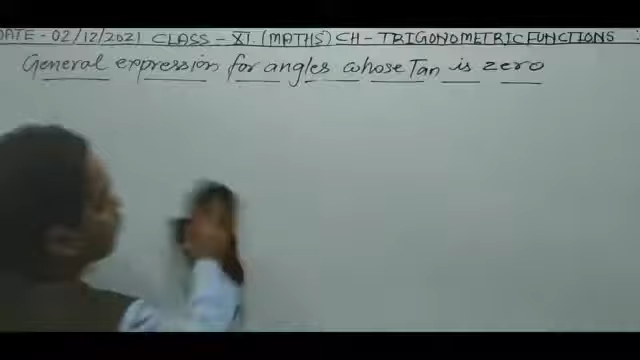 DATE - 02/12/2021 CLASS - XI (MATHS) CH - TRIGONOMETRIC FUNCTIONS
General expression for angles whose Tan is zero